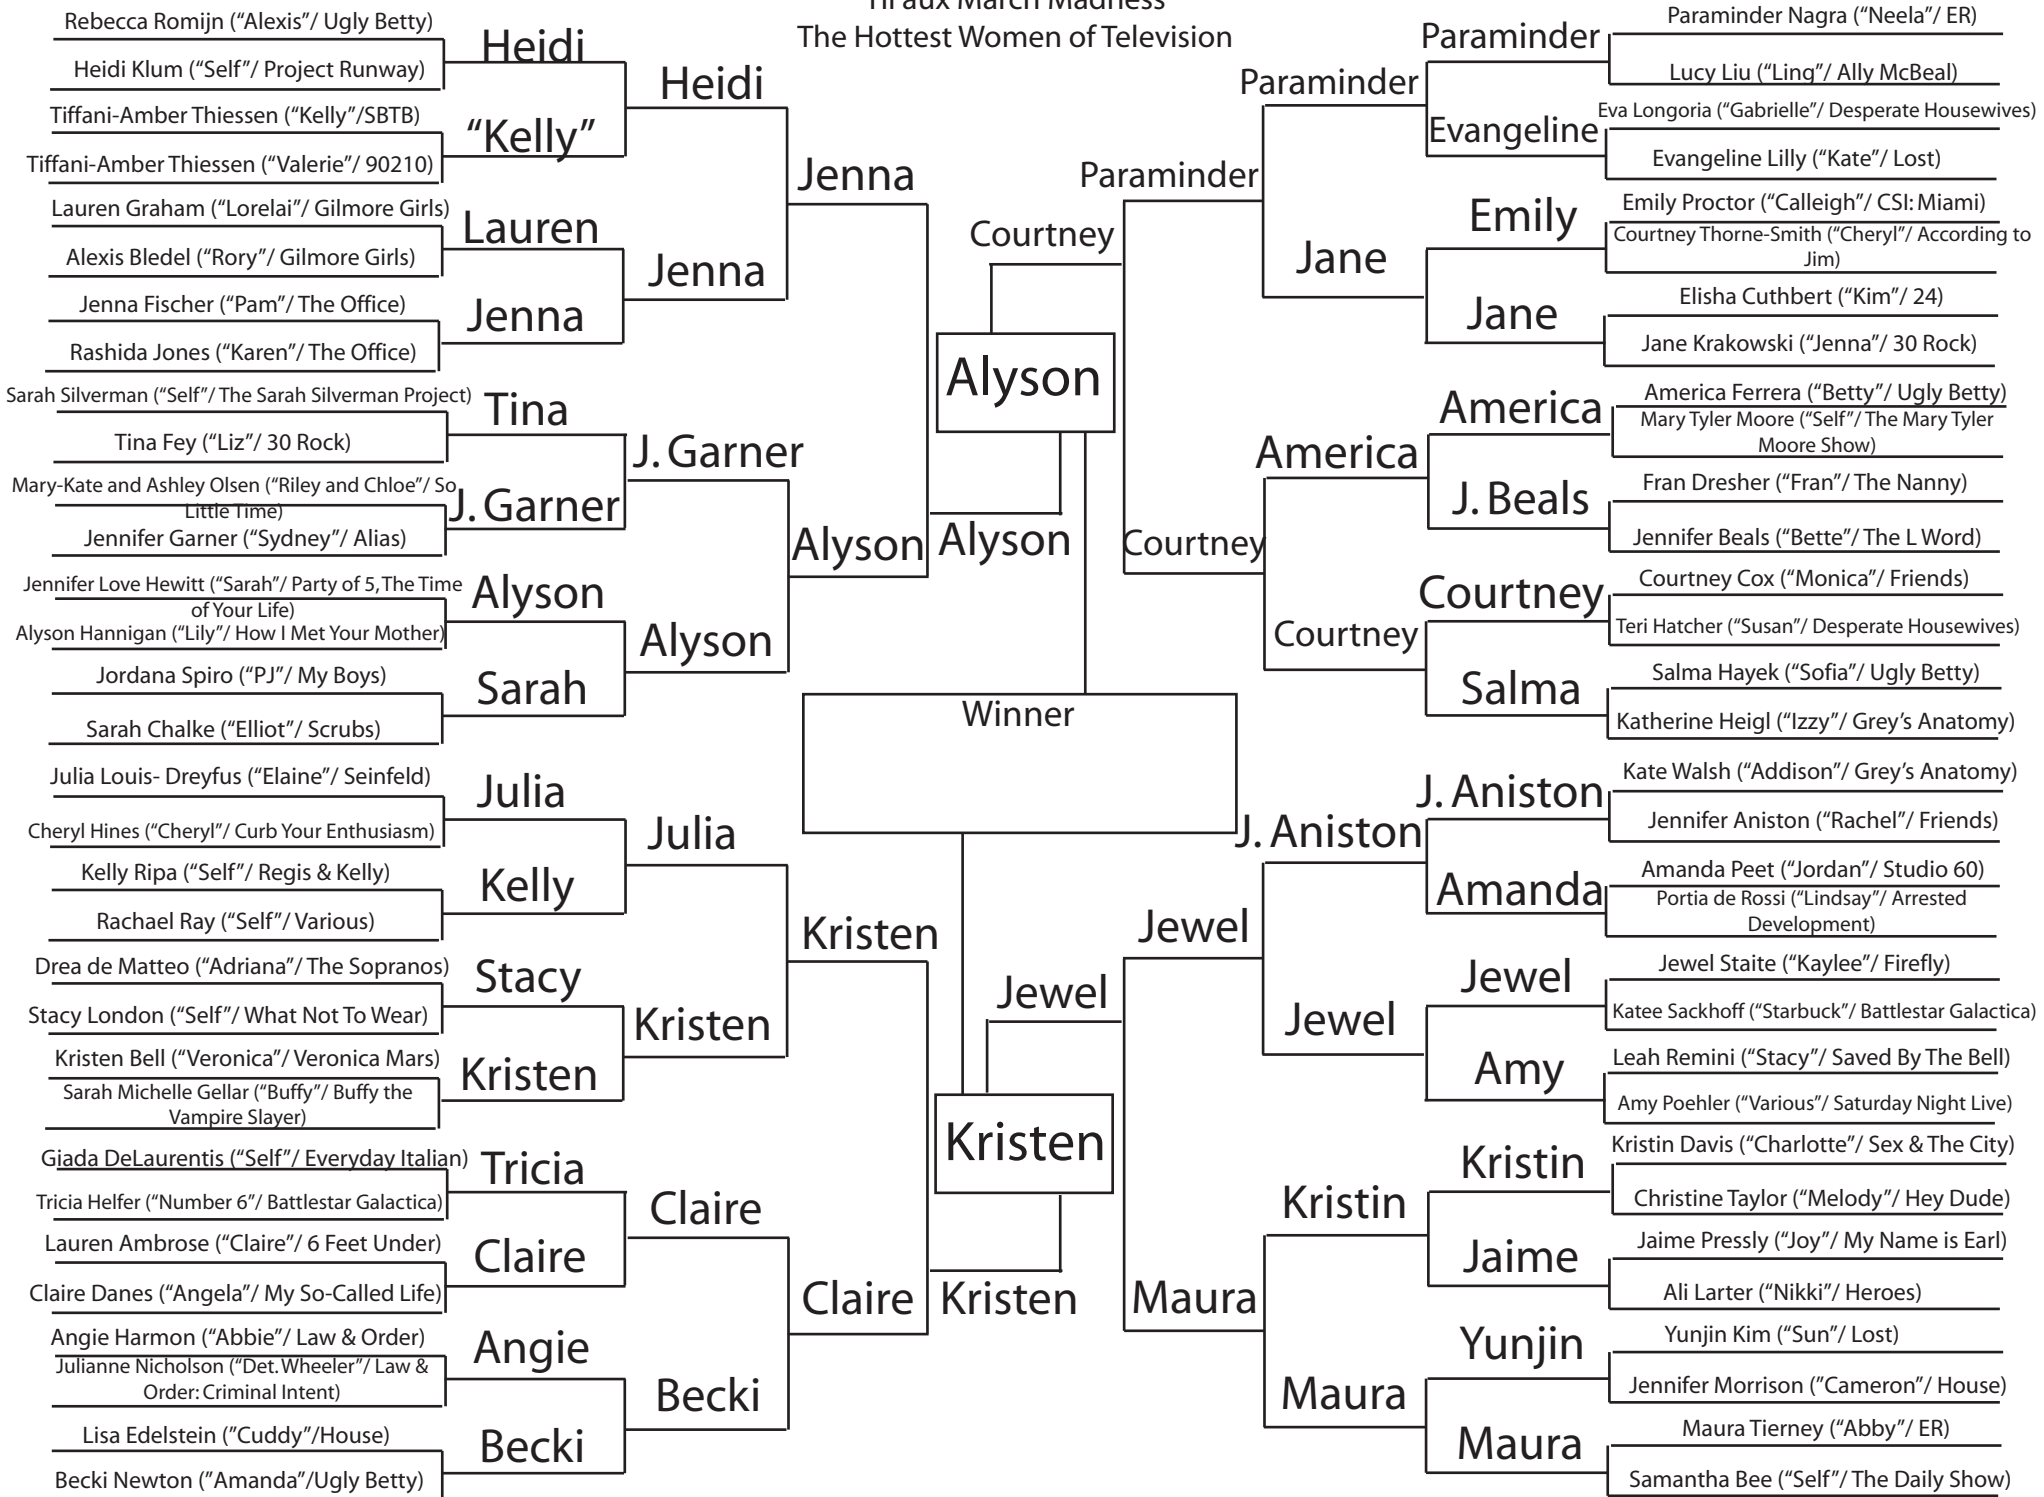 TiFaux March Madness
The Hottest Women of Television
Rebecca Romijn (“Alexis”/ Ugly Betty)
Heidi Klum (“Self”/ Project Runway)
Tiffani-Amber Thiessen (“Kelly”/SBTB)
Tiffani-Amber Thiessen (“Valerie”/ 90210)
Lauren Graham (“Lorelai”/ Gilmore Girls)
Alexis Bledel (“Rory”/ Gilmore Girls)
Jenna Fischer (“Pam”/ The Office)
Rashida Jones (“Karen”/ The Office)
Sarah Silverman (“Self”/ The Sarah Silverman Project)
Tina Fey (“Liz”/ 30 Rock)
Mary-Kate and Ashley Olsen (“Riley and Chloe”/ So
Little Time)
Jennifer Garner (“Sydney”/ Alias)
Jennifer Love Hewitt (“Sarah”/ Party of 5, The Time
of Your Life)
Alyson Hannigan (“Lily”/ How I Met Your Mother)
Jordana Spiro (“PJ”/ My Boys)
Sarah Chalke (“Elliot”/ Scrubs)
Julia Louis- Dreyfus (“Elaine”/ Seinfeld)
Cheryl Hines (“Cheryl”/ Curb Your Enthusiasm)
Kelly Ripa (“Self”/ Regis & Kelly)
Rachael Ray (“Self”/ Various)
Drea de Matteo (“Adriana”/ The Sopranos)
Stacy London (“Self”/ What Not To Wear)
Kristen Bell (“Veronica”/ Veronica Mars)
Sarah Michelle Gellar (“Buffy”/ Buffy the
Vampire Slayer)
Giada DeLaurentis (“Self”/ Everyday Italian)
Tricia Helfer (“Number 6”/ Battlestar Galactica)
Lauren Ambrose (“Claire”/ 6 Feet Under)
Claire Danes (“Angela”/ My So-Called Life)
Angie Harmon (“Abbie”/ Law & Order)
Julianne Nicholson (“Det. Wheeler”/ Law &
Order: Criminal Intent)
Lisa Edelstein (”Cuddy”/House)
Becki Newton (”Amanda”/Ugly Betty)
Heidi
“Kelly”
Lauren
Jenna
Tina
J. Garner
Alyson
Sarah
Julia
Kelly
Stacy
Kristen
Tricia
Claire
Angie
Becki
Heidi
Jenna
J. Garner
Alyson
Julia
Kristen
Claire
Becki
Jenna
Alyson
Kristen
Claire
Courtney
Alyson
Alyson
Winner
Jewel
Kristen
Kristen
Paraminder
Courtney
Jewel
Maura
Paraminder
Jane
America
Courtney
J. Aniston
Jewel
Kristin
Maura
Paraminder
Evangeline
Emily
Jane
America
J. Beals
Courtney
Salma
J. Aniston
Amanda
Jewel
Amy
Kristin
Jaime
Yunjin
Maura
Paraminder Nagra (“Neela”/ ER)
Lucy Liu (“Ling”/ Ally McBeal)
Eva Longoria (“Gabrielle”/ Desperate Housewives)
Evangeline Lilly (“Kate”/ Lost)
Emily Proctor (“Calleigh”/ CSI: Miami)
Courtney Thorne-Smith (“Cheryl”/ According to
Jim)
Elisha Cuthbert (“Kim”/ 24)
Jane Krakowski (“Jenna”/ 30 Rock)
America Ferrera (“Betty”/ Ugly Betty)
Mary Tyler Moore (“Self”/ The Mary Tyler
Moore Show)
Fran Dresher (“Fran”/ The Nanny)
Jennifer Beals (“Bette”/ The L Word)
Courtney Cox (“Monica”/ Friends)
Teri Hatcher (“Susan”/ Desperate Housewives)
Salma Hayek (“Sofia”/ Ugly Betty)
Katherine Heigl (“Izzy”/ Grey’s Anatomy)
Kate Walsh (“Addison”/ Grey’s Anatomy)
Jennifer Aniston (“Rachel”/ Friends)
Amanda Peet (“Jordan”/ Studio 60)
Portia de Rossi (“Lindsay”/ Arrested
Development)
Jewel Staite (“Kaylee”/ Firefly)
Katee Sackhoff (“Starbuck”/ Battlestar Galactica)
Leah Remini (“Stacy”/ Saved By The Bell)
Amy Poehler (“Various”/ Saturday Night Live)
Kristin Davis (“Charlotte”/ Sex & The City)
Christine Taylor (“Melody”/ Hey Dude)
Jaime Pressly (“Joy”/ My Name is Earl)
Ali Larter (“Nikki”/ Heroes)
Yunjin Kim (“Sun”/ Lost)
Jennifer Morrison (”Cameron”/ House)
Maura Tierney (“Abby”/ ER)
Samantha Bee (“Self”/ The Daily Show)